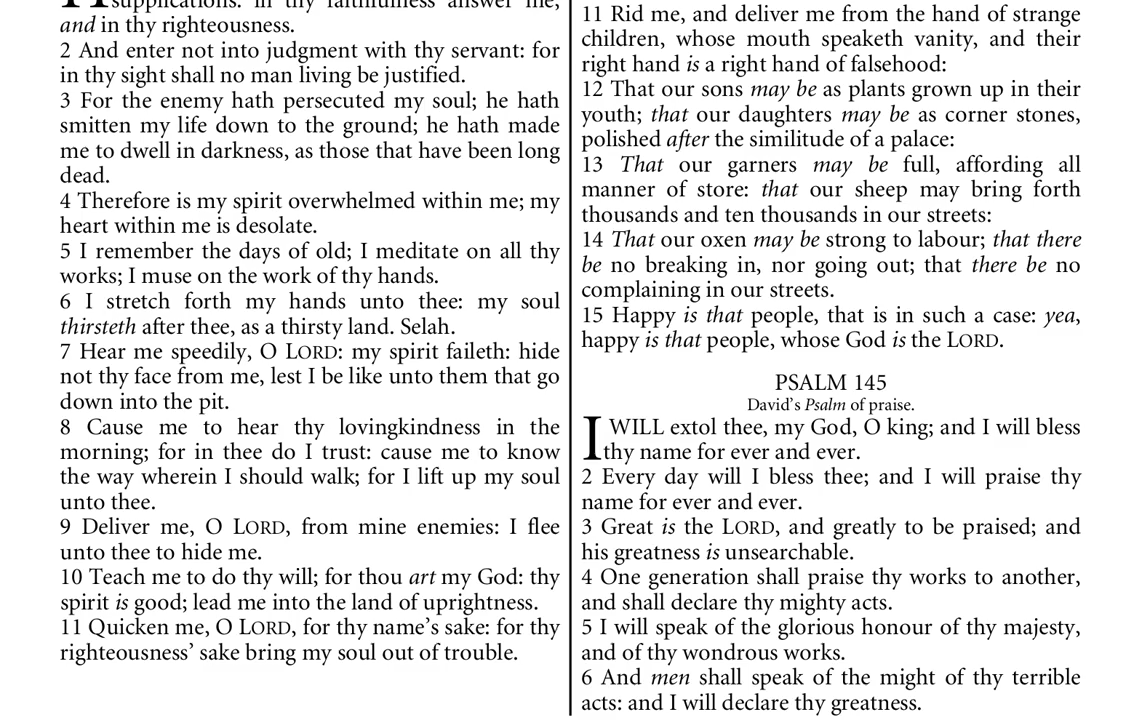 supplications: in thy faithfulness answer me,
and in thy righteousness.
2 And enter not into judgment with thy servant: for
in thy sight shall no man living be justified.
3 For the enemy hath persecuted my soul; he hath
smitten my life down to the ground; he hath made
me to dwell in darkness, as those that have been long
dead.
4 Therefore is my spirit overwhelmed within me; my
heart within me is desolate.
5 I remember the days of old; I meditate on all thy
works; I muse on the work of thy hands.
6 I stretch forth my hands unto thee: my soul
thirsteth after thee, as a thirsty land. Selah.
7 Hear me speedily, O LORD: my spirit faileth: hide
not thy face from me, lest I be like unto them that go
down into the pit.
8 Cause me to hear thy lovingkindness in the
morning; for in thee do I trust: cause me to know
the way wherein I should walk; for I lift up my soul
unto thee.
9 Deliver me, O LORD, from mine enemies: I flee
unto thee to hide me.
10 Teach me to do thy will; for thou art my God: thy
spirit is good; lead me into the land of uprightness.
11 Quicken me, O LORD, for thy name’s sake: for thy
righteousness’ sake bring my soul out of trouble.
11 Rid me, and deliver me from the hand of strange
children, whose mouth speaketh vanity, and their
right hand is a right hand of falsehood:
12 That our sons may be as plants grown up in their
youth; that our daughters may be as corner stones,
polished after the similitude of a palace:
13 That our garners may be full, affording all
manner of store: that our sheep may bring forth
thousands and ten thousands in our streets:
14 That our oxen may be strong to labour; that there
be no breaking in, nor going out; that there be no
complaining in our streets.
15 Happy is that people, that is in such a case: yea,
happy is that people, whose God is the LORD.
PSALM 145
David’s Psalm of praise.
I WILL extol thee, my God, O king; and I will bless
thy name for ever and ever.
2 Every day will I bless thee; and I will praise thy
name for ever and ever.
3 Great is the LORD, and greatly to be praised; and
his greatness is unsearchable.
4 One generation shall praise thy works to another,
and shall declare thy mighty acts.
5 I will speak of the glorious honour of thy majesty,
and of thy wondrous works.
6 And men shall speak of the might of thy terrible
acts: and I will declare thy greatness.